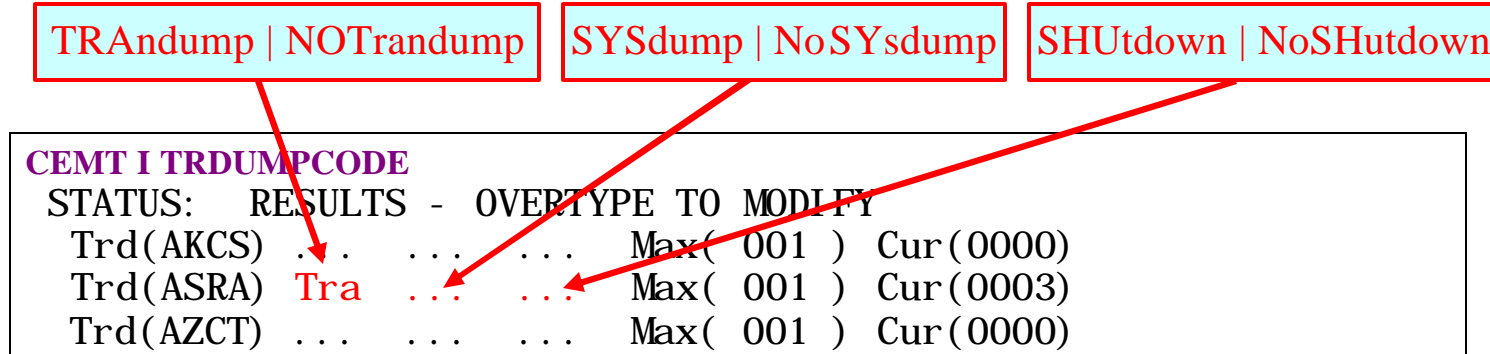 TRAndump | NOTrandump
SYSdump | NoSYsdump
SHUtdown | NoSHutdown
CEMT I TRDUMPCODE
STATUS: RESULTS - OVERTYPE TO MODIFY
Trd(AKCS) ... ... ... Max( 001 ) Cur(0000)
Trd(ASRA) Tra ... ... Max( 001 ) Cur(0003)
Trd(AZCT) ... ... ... Max( 001 ) Cur(0000)